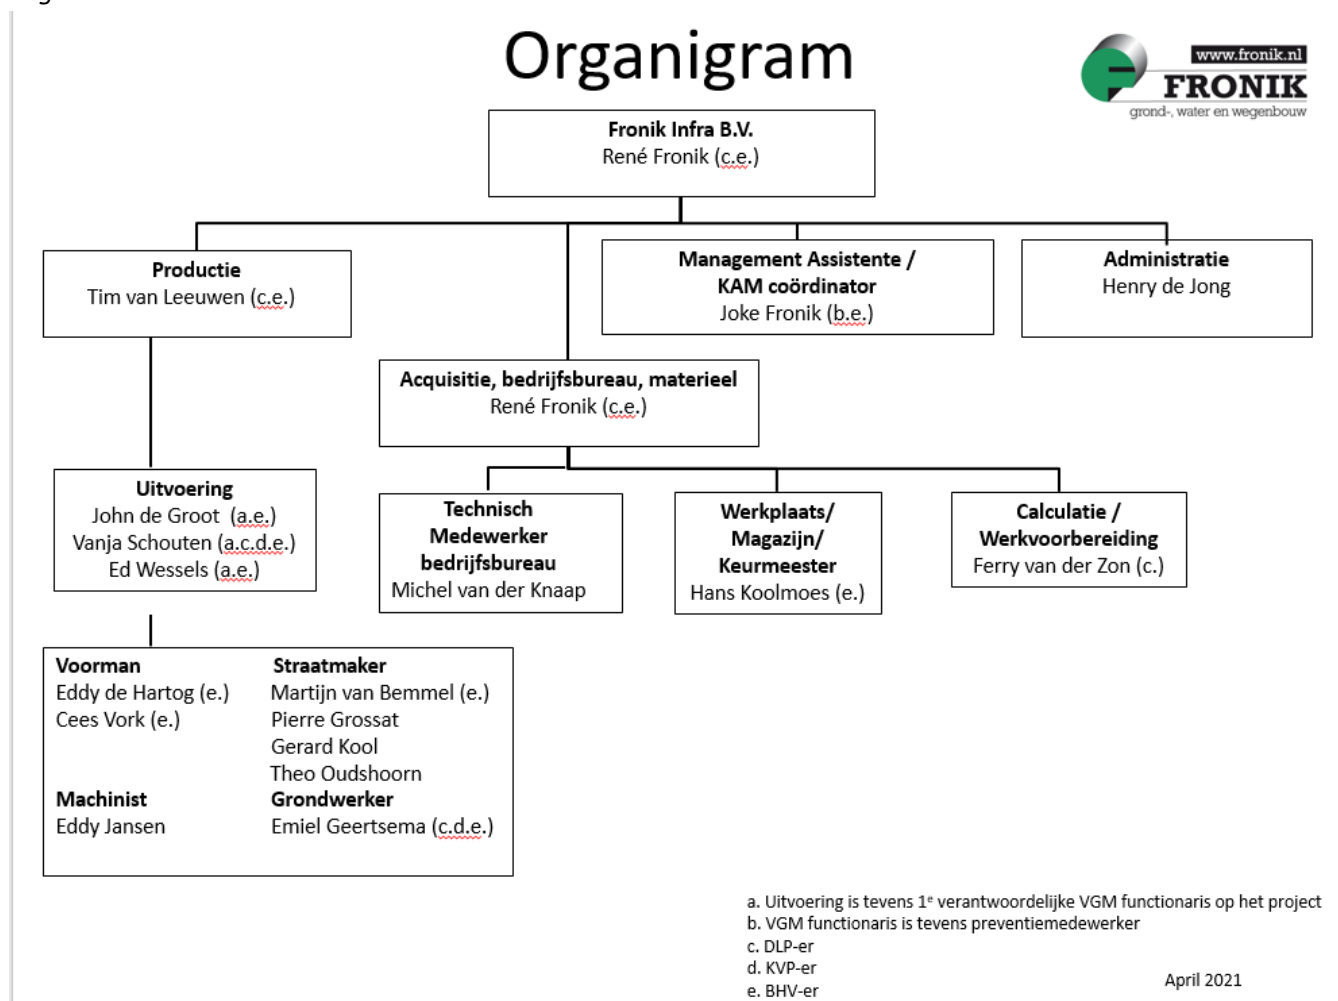 Organigram
www.fronik.nl
FRONIK
grond-, water en wegenbouw
Fronik Infra B.V.
René Fronik (c.e.)
Productie
Tim van Leeuwen (c.e.)
Management Assistente /
KAM coördinator
Joke Fronik (b.e.)
Administratie
Henry de Jong
Acquisitie, bedrijfsbureau, materieel
René Fronik (c.e.)
Uitvoering
John de Groot (a.e.)
Vanja Schouten (a.c.d.e.)
Ed Wessels (a.e.)
Technisch
Medewerker
bedrijfsbureau
Michel van der Knaap
Werkplaats/
Magazijn/
Keurmeester
Hans Koolmoes (e.)
Calculatie /
Werkvoorbereiding
Ferry van der Zon (c.)
Voorman
Eddy de Hartog (e.)
Cees Vork (e.)
Straatmaker
Martijn van Bemmel (e.)
Pierre Grossat
Gerard Kool
Theo Oudshoorn
Machinist
Eddy Jansen
Grondwerker
Emiel Geertsema (c.d.e.)
a. Uitvoering is tevens 1e verantwoordelijke VGM functionaris op het project
b. VGM functionaris is tevens preventiemedewerker
c. DLP-er
d. KVP-er
e. BHV-er
April 2021